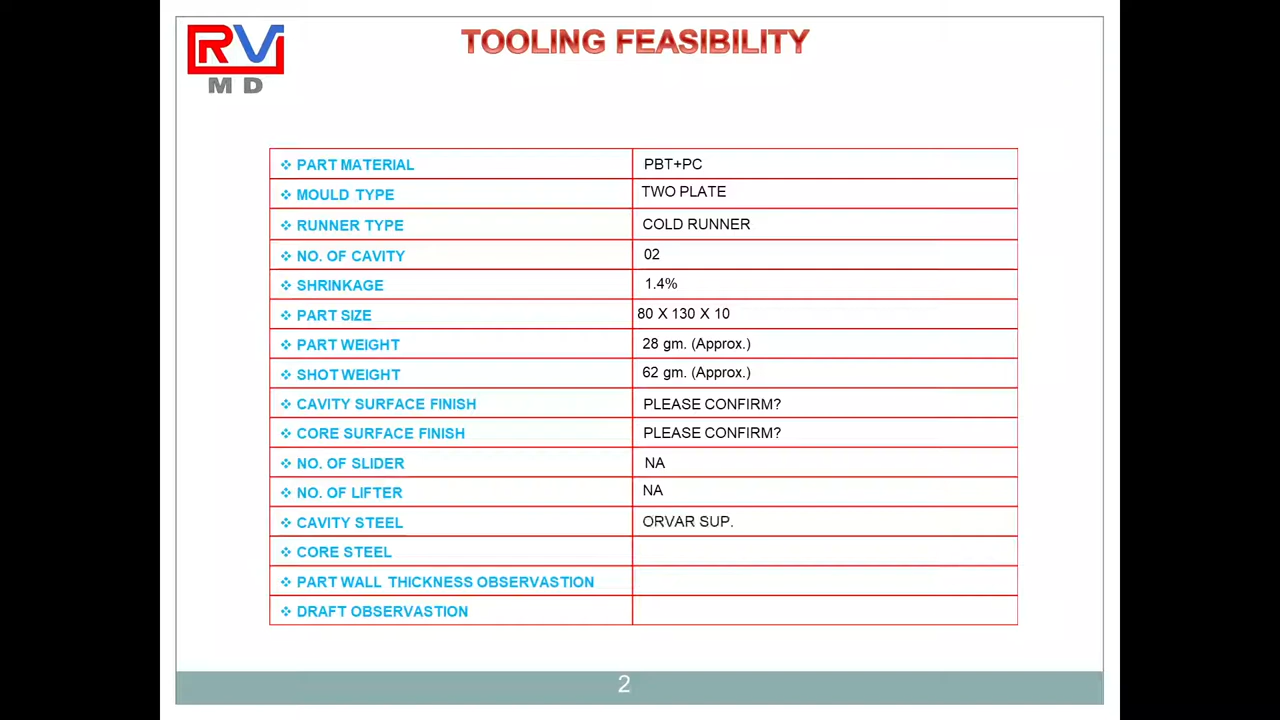 RV
M D
TOOLING FEASIBILITY
PART MATERIAL PBT+PC
MOULD TYPE TWO PLATE
RUNNER TYPE COLD RUNNER
NO. OF CAVITY 02
SHRINKAGE 1.4%
PART SIZE 80 X 130 X 10
PART WEIGHT 28 gm. (Approx.)
SHOT WEIGHT 62 gm. (Approx.)
CAVITY SURFACE FINISH PLEASE CONFIRM?
CORE SURFACE FINISH PLEASE CONFIRM?
NO. OF SLIDER NA
NO. OF LIFTER NA
CAVITY STEEL ORVAR SUP.
CORE STEEL
PART WALL THICKNESS OBSERVASTION
DRAFT OBSERVASTION
2